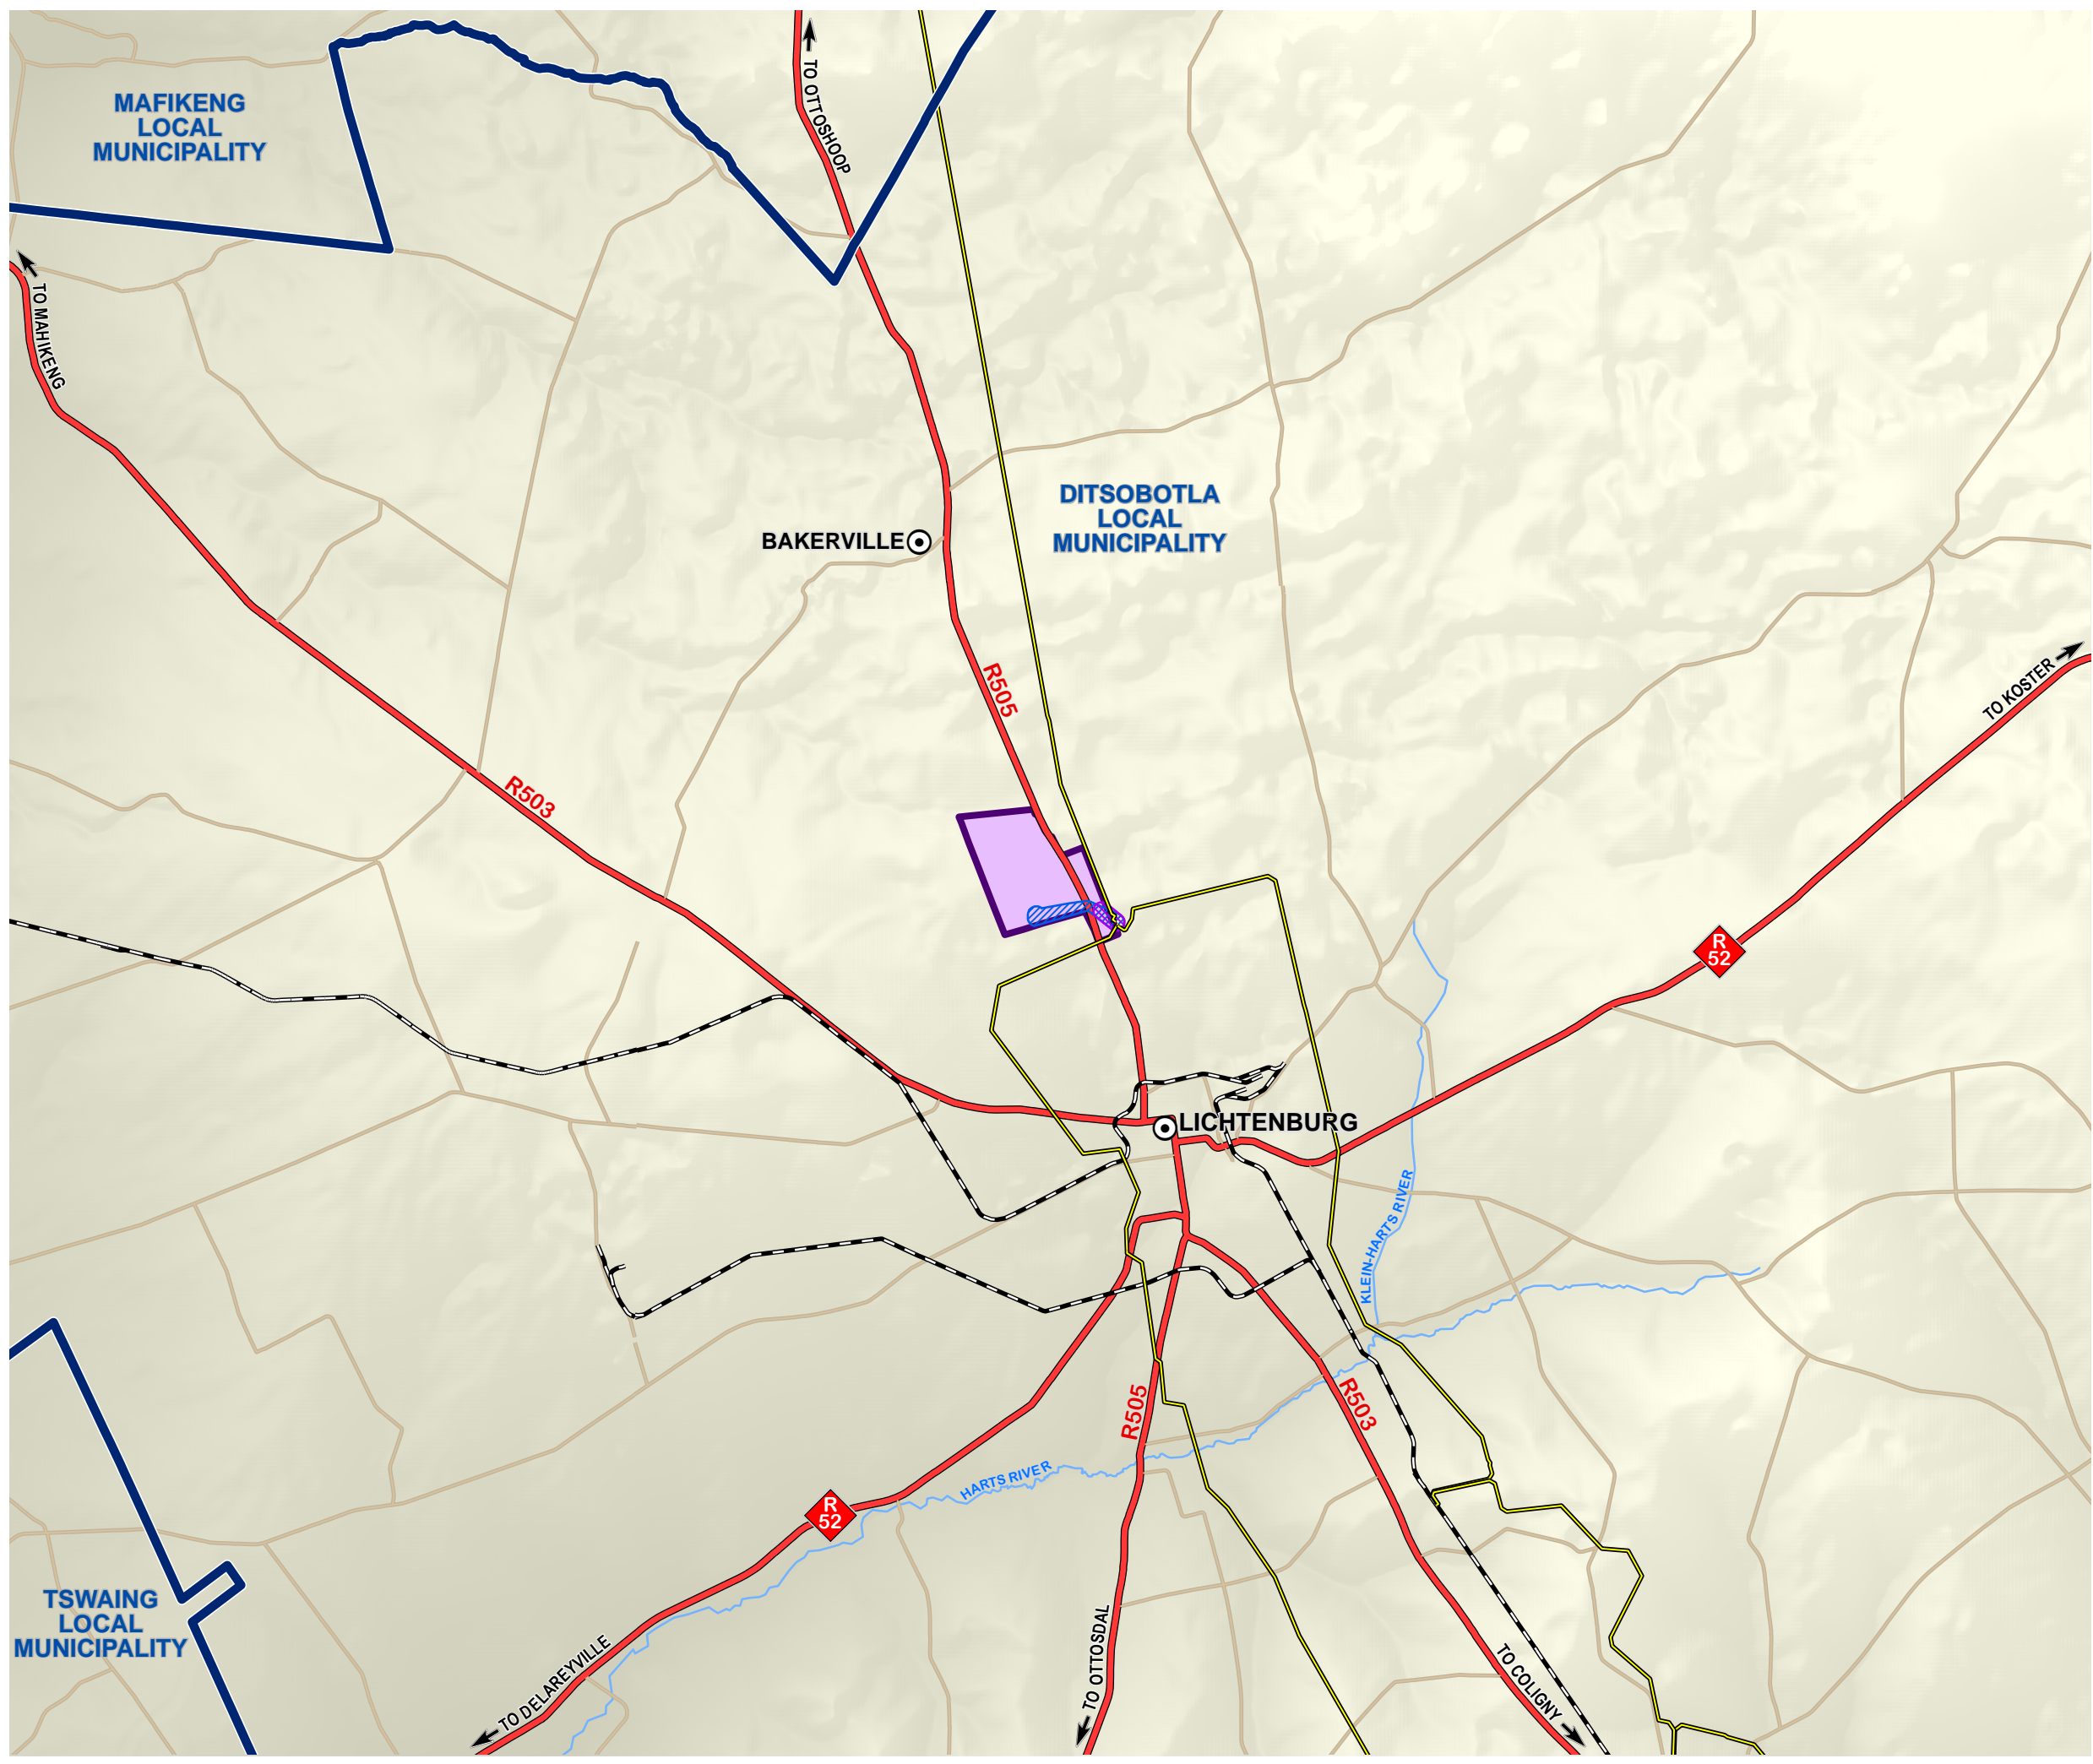 TO OTTOSHOOP
MAFIKENG
LOCAL
MUNICIPALITY
TO MAHIKENG
DITSOBOTLA
LOCAL
MUNICIPALITY
BAKERVILLE
R505
TO KOSTER
R503
R
52
LICHTENBURG
KLEIN-HARTS RIVER
R505
R503
HARTS RIVER
R
52
TSWAING
LOCAL
MUNICIPALITY
TO DELAREYVILLE
TO OTTOSDAL
TO COLIGNY